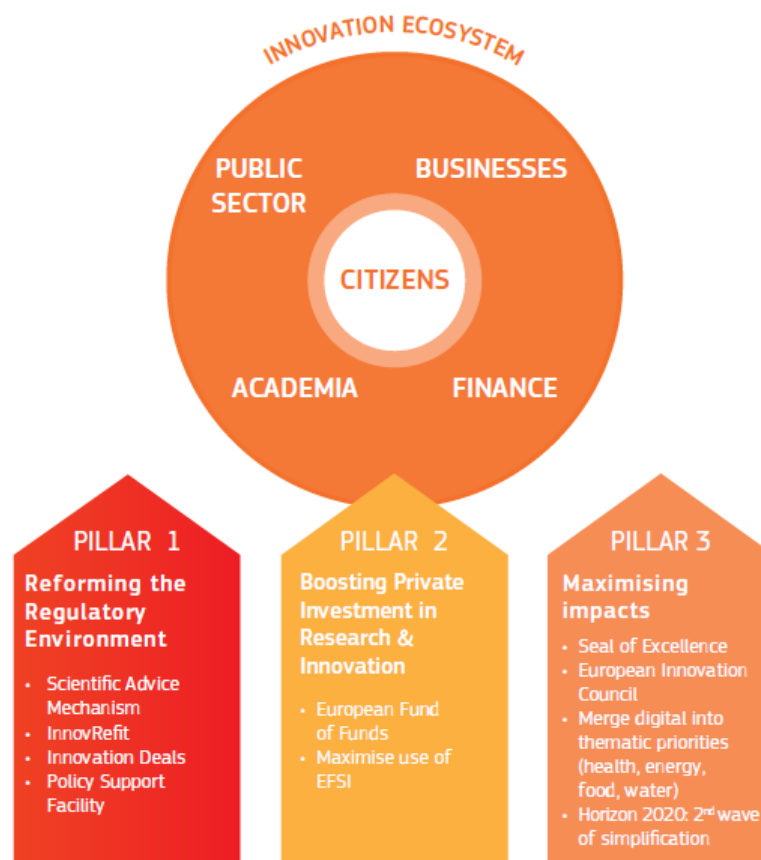 INNOVATION ECOSYSTEM
PUBLIC
SECTOR
BUSINESSES
CITIZENS
ACADEMIA
FINANCE
PILLAR 1
Reforming the
Regulatory
Environment
• Scientific Advice
Mechanism
• InnovRefit
• Innovation Deals
• Policy Support
Facility
PILLAR 2
Boosting Private
Investment in
Research &
Innovation
• European Fund
of Funds
• Maximise use of
EFSI
PILLAR 3
Maximising
impacts
• Seal of Excellence
• European Innovation
Council
• Merge digital into
thematic priorities
(health, energy,
food, water)
• Horizon 2020: 2nd wave
of simplification